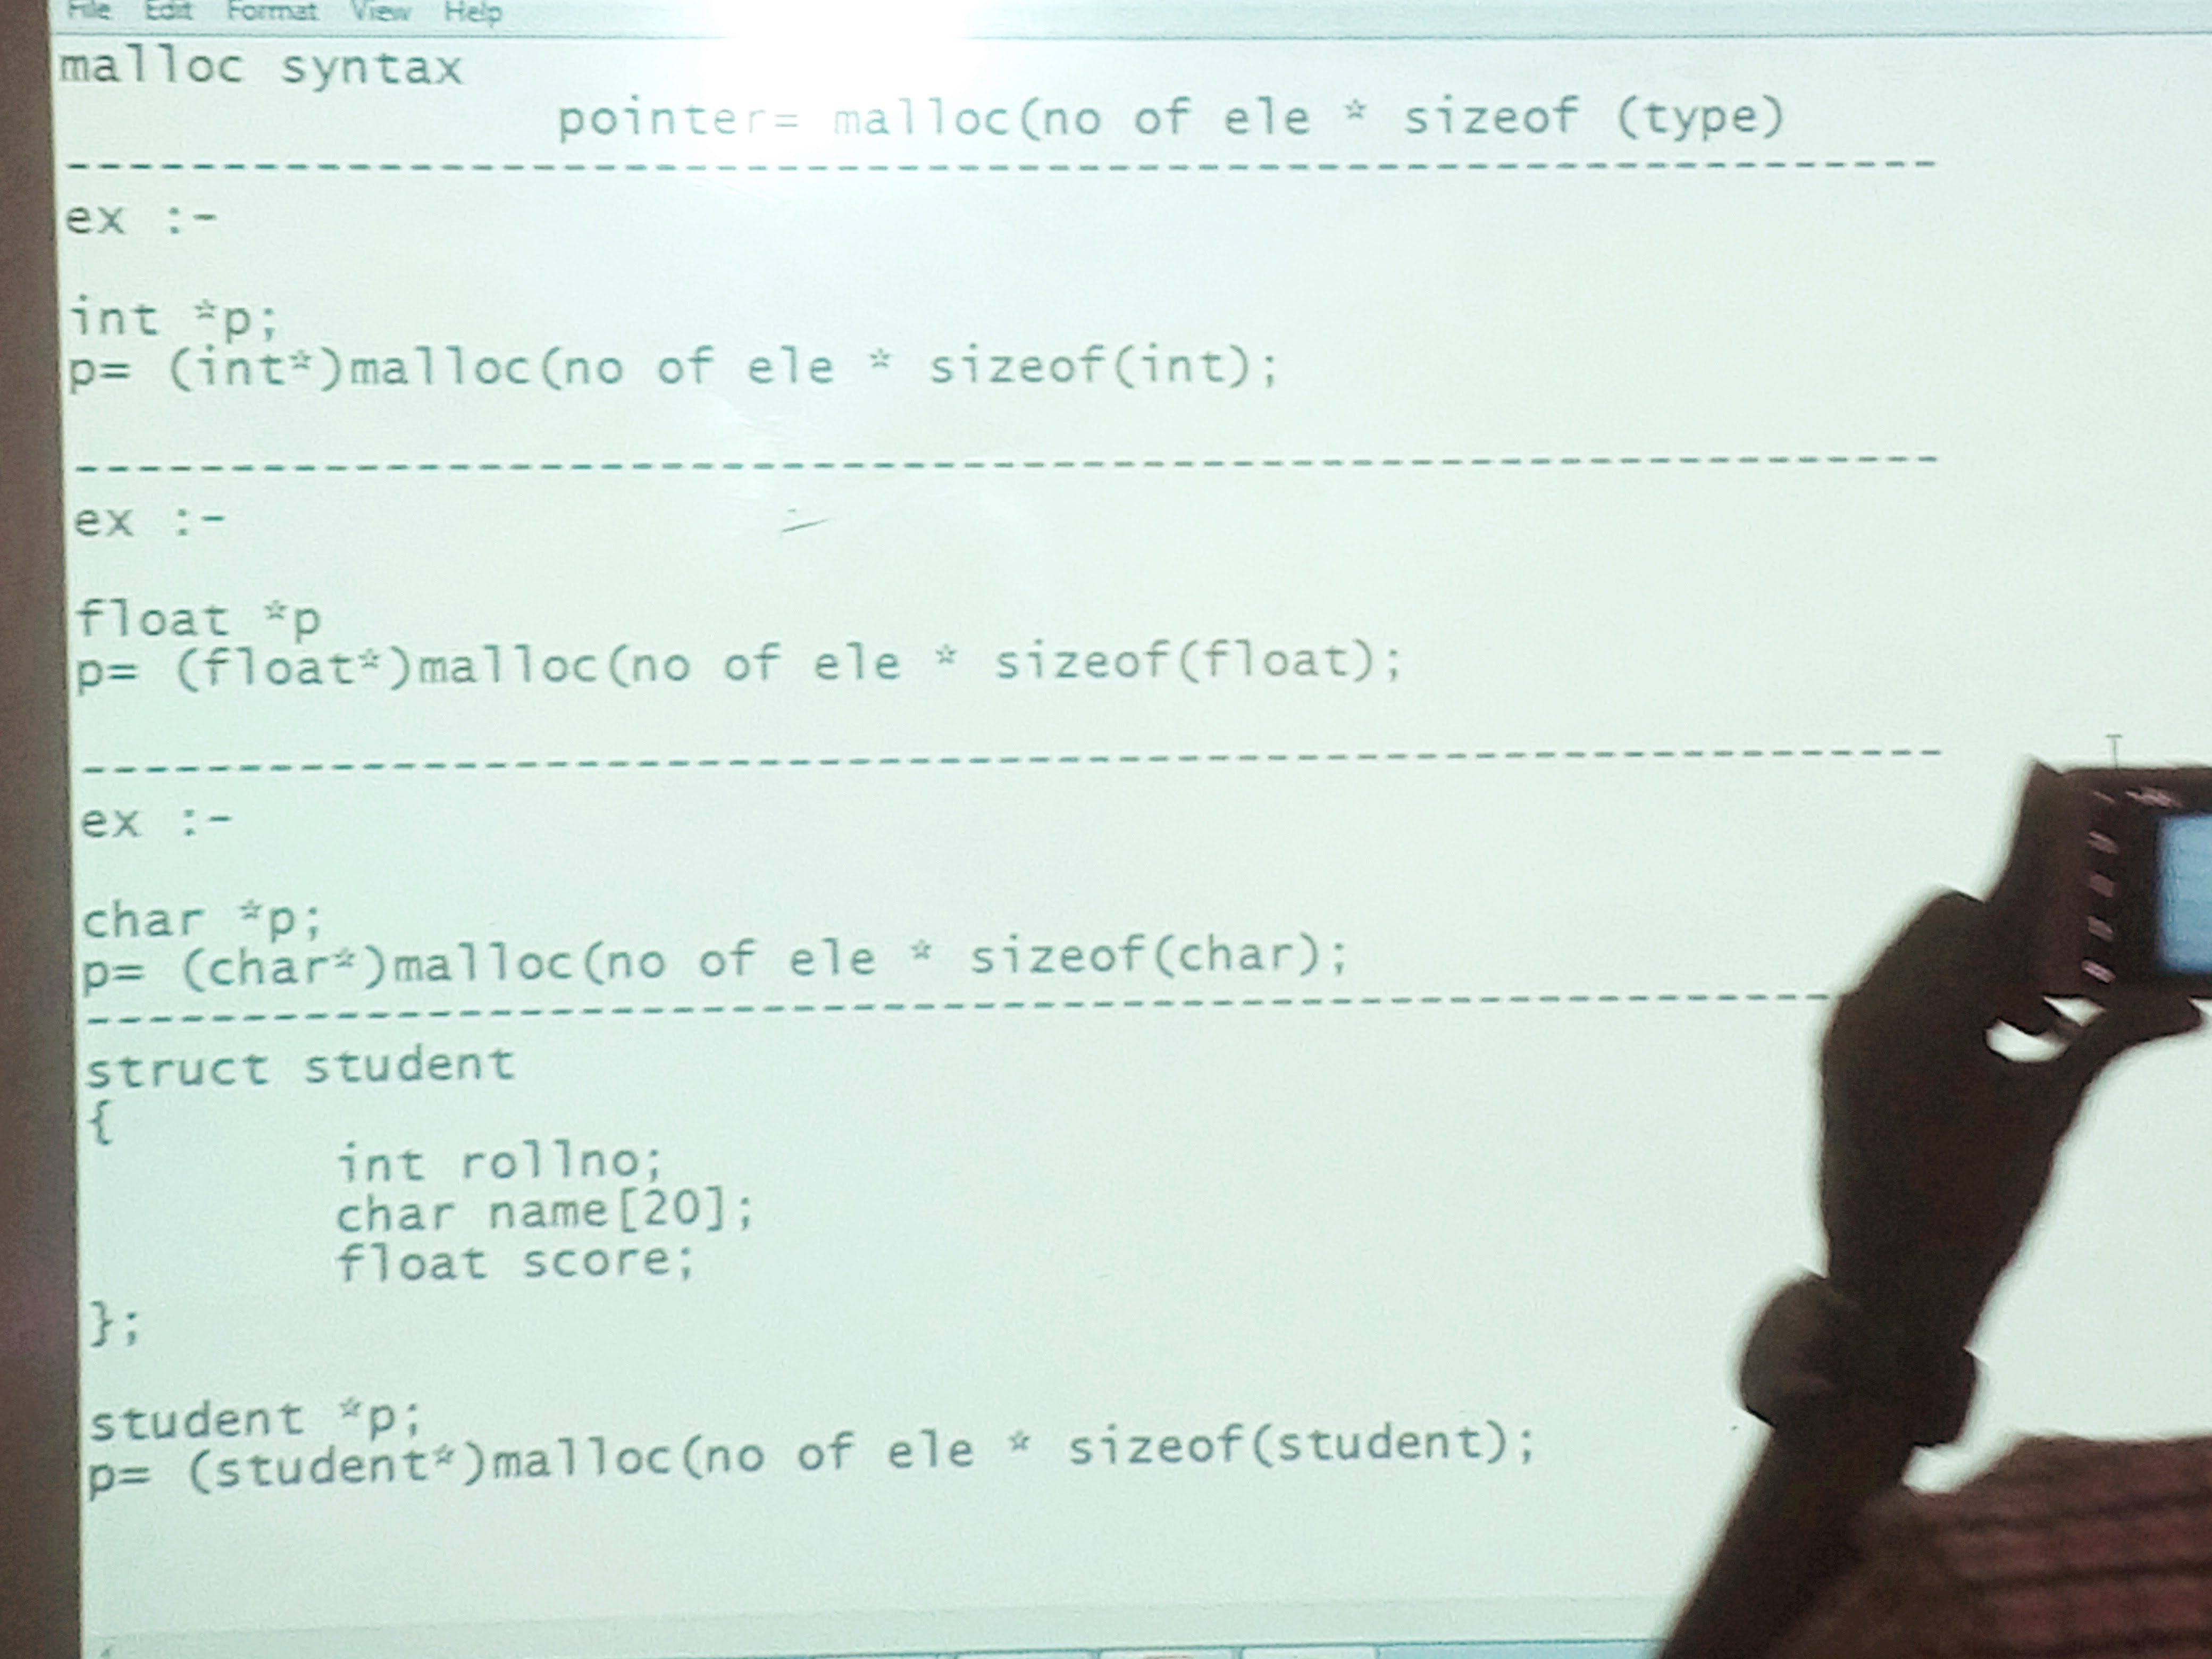 File Edit Format View Help
malloc syntax
pointer= malloc(no of ele * sizeof (type)
------------------------------------------------------------
ex :-
int *p;
p= (int*)malloc(no of ele * sizeof(int);
------------------------------------------------------------
ex :-
float *p
p= (float*)malloc(no of ele * sizeof(float);
------------------------------------------------------------
ex :-
char *p;
p= (char*)malloc(no of ele * sizeof(char);
------------------------------------------------------------
struct student
{
int rollno;
char name[20];
float score;
};
student *p;
p= (student*)malloc(no of ele * sizeof(student);